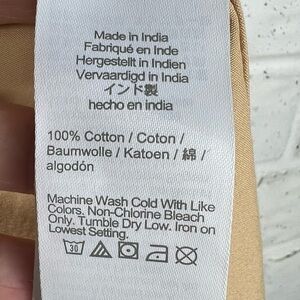 Made in India
Fabriqué en Inde
Hergestellt in Indien
Vervaardigd in India
インド製
hecho en india
100% Cotton / Coton /
Baumwolle / Katoen / 綿 /
algodón
Machine Wash Cold With Like
Colors. Non-Chlorine Bleach
Only. Tumble Dry Low. Iron on
Lowest Setting.
30